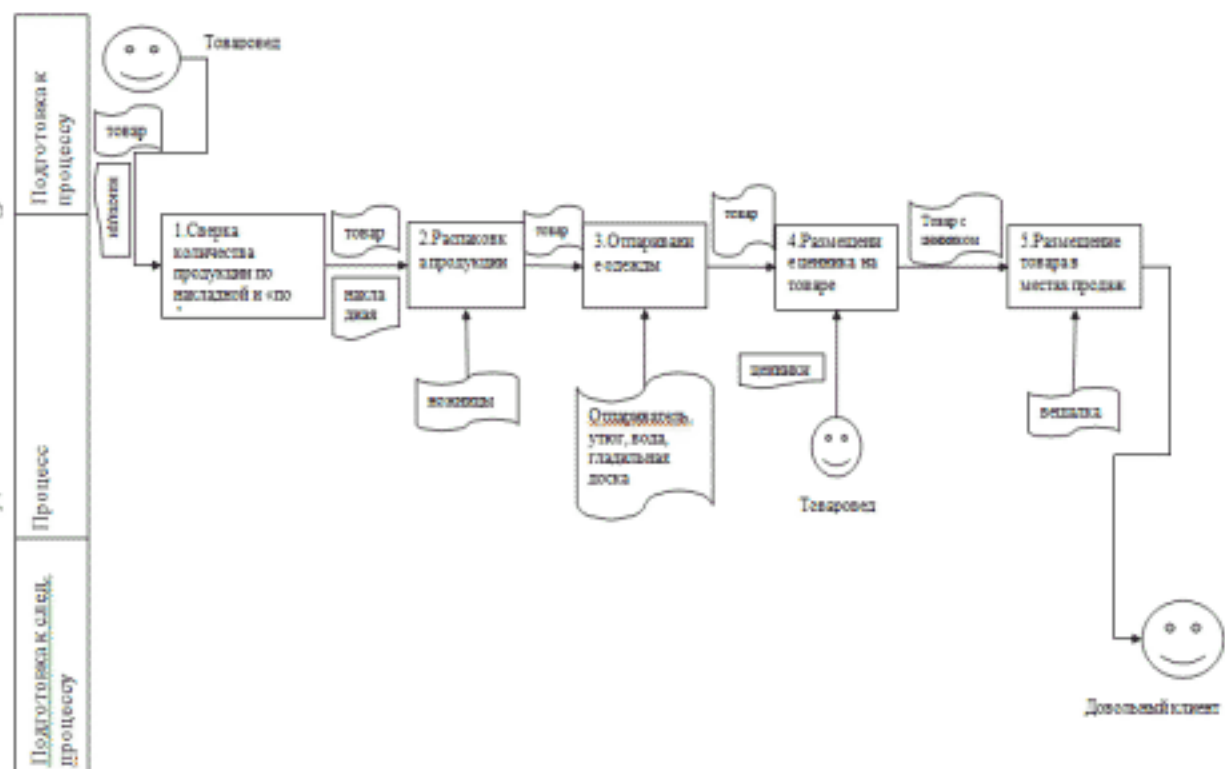 Подготовка к
процессу
Процесс
Подготовка к след.
процессу
Товаровед
товар
накладная
1.Сверка
количества
продукции по
накладной и «по
товар
накла
дная
2.Распаковк
а продукции
ножницы
товар
3.Отпаривани
е одежды
Отпариватель,
утюг, вода,
гладильная
доска
товар
4.Размещени
е ценника на
товаре
ценники
Товаровед
Товар с
ценником
5.Размещение
товара в
местах продаж
вешалка
Довольный клиент